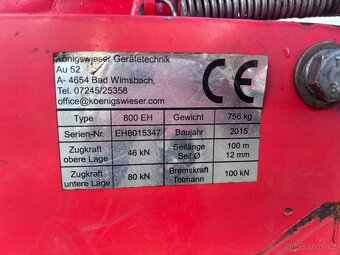 Königswieser Gerätetechnik
Au 52
A- 4654 Bad Wimsbach,
Tel. 07245/25358
office@koenigswieser.com
CE
Type 800 EH Gewicht 756 kg
Serien-Nr. EH8015347 Baujahr 2015
Zugkraft obere Lage 46 kN Seillänge 100 m
Seil Ø 12 mm
Zugkraft untere Lage 80 kN Bremskraft Totmann 100 kN